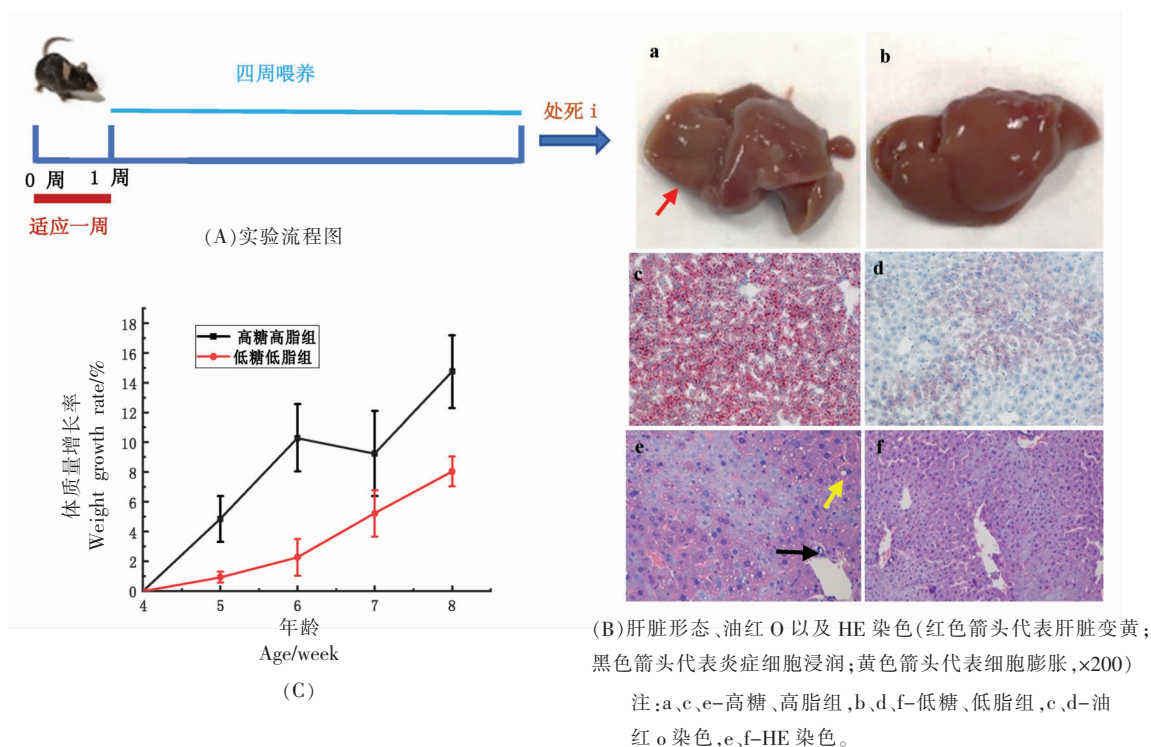 四周喂养
处死 i
0 周 1 周
适应一周
(A)实验流程图
a
b
c
d
e
f
(B)肝脏形态、油红 O 以及 HE 染色(红色箭头代表肝脏变黄;
黑色箭头代表炎症细胞浸润;黄色箭头代表细胞膨胀,×200)
注:a、c、e-高糖、高脂组,b、d、f-低糖、低脂组,c、d-油
红 o 染色,e、f-HE 染色。
18
16
14
12
10
8
6
4
2
0
体质量增长率
Weight growth rate/%
高糖高脂组
低糖低脂组
4 5 6 7 8
年龄
Age/week
(C)